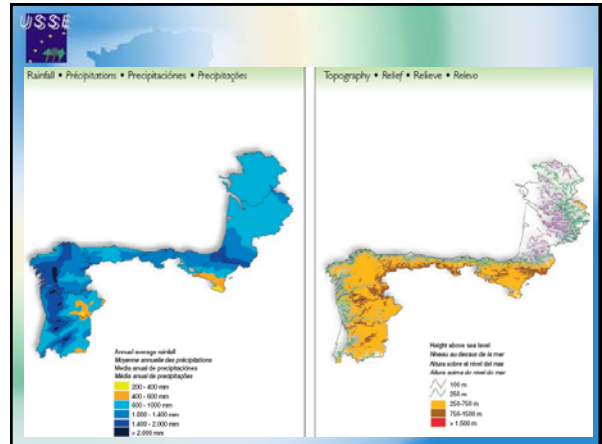 USSE
Rainfall • Précipitations • Precipitaciónes • Precipitações
Annual average rainfall
Moyenne annuelle des précipitations
Media anual de precipitaciónes
Média anual de precipitações
200 - 400 mm
400 - 600 mm
600 - 1000 mm
1.000 - 1.400 mm
1.400 - 2.000 mm
> 2.000 mm
Topography • Relief • Relieve • Relevo
Height above sea level
Niveau au dessus de la mer
Altura sobre el nivel del mar
Altura acima do nível do mar
100 m
250 m
250-750 m
750-1500 m
> 1.500 m